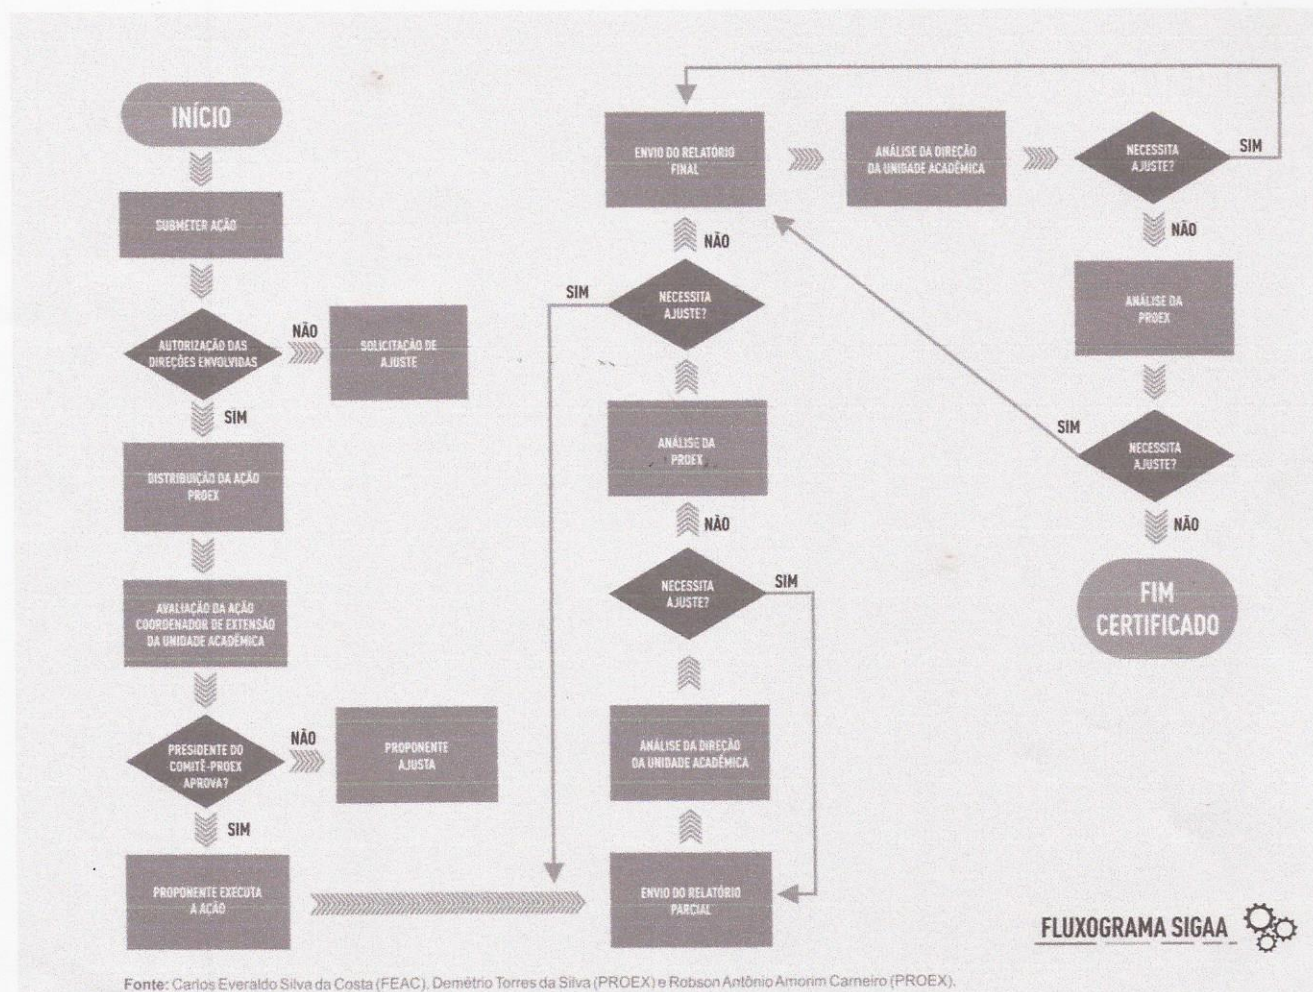 INÍCIO
SUBMETER AÇÃO
AUTORIZAÇÃO DAS
DIREÇÕES ENVOLVIDAS
NÃO
SOLICITAÇÃO DE
AJUSTE
SIM
DISTRIBUIÇÃO DA AÇÃO
PROEX
AVALIAÇÃO DA AÇÃO
COORDENADOR DE EXTENSÃO
DA UNIDADE ACADÊMICA
PRESIDENTE DO
COMITÊ-PROEX
APROVA?
NÃO
PROPONENTE
AJUSTA
SIM
PROPONENTE EXECUTA
A AÇÃO
ENVIO DO RELATÓRIO
PARCIAL
ANÁLISE DA DIREÇÃO
DA UNIDADE ACADÊMICA
NECESSITA
AJUSTE?
SIM
NÃO
ANÁLISE DA
PROEX
NECESSITA
AJUSTE?
SIM
NÃO
ENVIO DO RELATÓRIO
FINAL
ANÁLISE DA DIREÇÃO
DA UNIDADE ACADÊMICA
NECESSITA
AJUSTE?
SIM
NÃO
ANÁLISE DA
PROEX
NECESSITA
AJUSTE?
SIM
NÃO
FIM
CERTIFICADO
FLUXOGRAMA SIGAA
Fonte: Carlos Everaldo Silva da Costa (FEAC), Demétrio Torres da Silva (PROEX) e Robson Antônio Amorim Carneiro (PROEX).